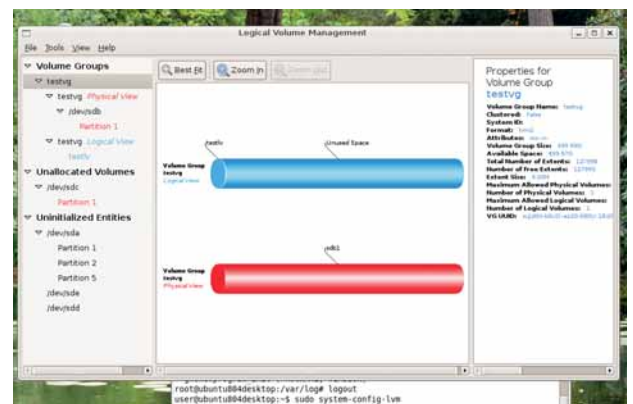 Logical Volume Management
File Tools View Help
Volume Groups
testvg
testvg Physical View
/dev/sdb
Partition 1
testvg Logical View
testlv
Unallocated Volumes
/dev/sdc
Partition 1
Uninitialized Entities
/dev/sda
Partition 1
Partition 2
Partition 5
/dev/sde
/dev/sdd
Best Fit Zoom In Zoom Out
testlv Unused Space
Volume Group
testvg
Logical View
sdb1
Volume Group
testvg
Physical View
Properties for
Volume Group
testvg
Volume Group Name: testvg
Clustered: False
System ID:
Format: lvm2
Attributes:
Volume Group Size:
Available Space:
Total Number of Extents:
Number of Free Extents:
Extent Size:
Maximum Allowed Physical Volumes:
Number of Physical Volumes: 1
Maximum Allowed Logical Volumes:
Number of Logical Volumes: 1
VG UUID:
root@ubuntu804desktop:/var/log# logout
user@ubuntu804desktop:~$ sudo system-config-lvm